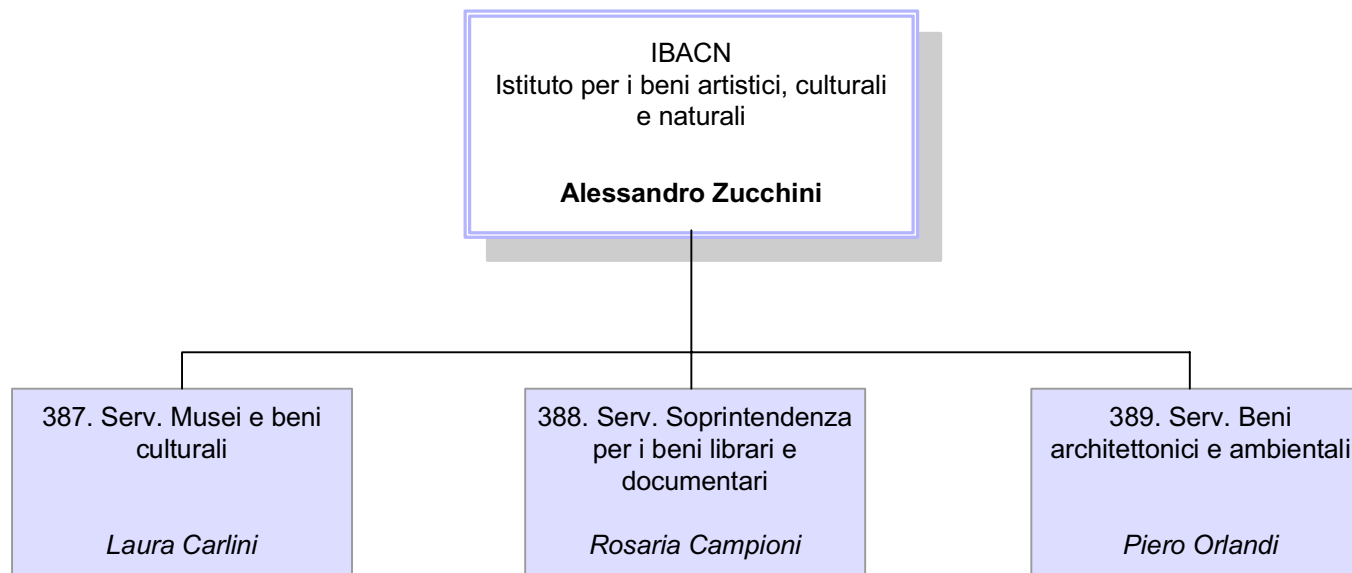 IBACN
Istituto per i beni artistici, culturali
e naturali
Alessandro Zucchini
387. Serv. Musei e beni
culturali
Laura Carlini
388. Serv. Soprintendenza
per i beni librari e
documentari
Rosaria Campioni
389. Serv. Beni
architettonici e ambientali
Piero Orlandi